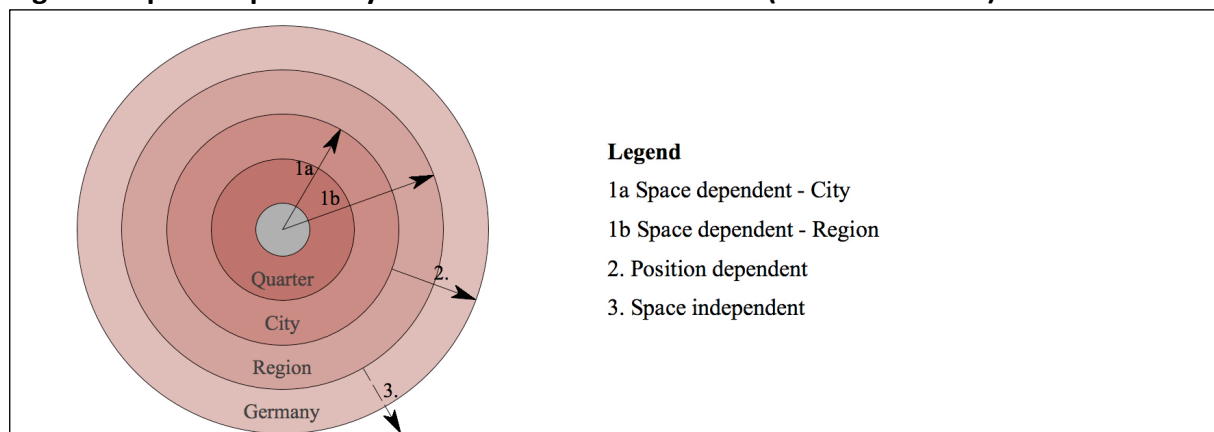 1a
1b
Quarter
2.
City
Region
3.
Germany
Legend
1a Space dependent - City
1b Space dependent - Region
2. Position dependent
3. Space independent